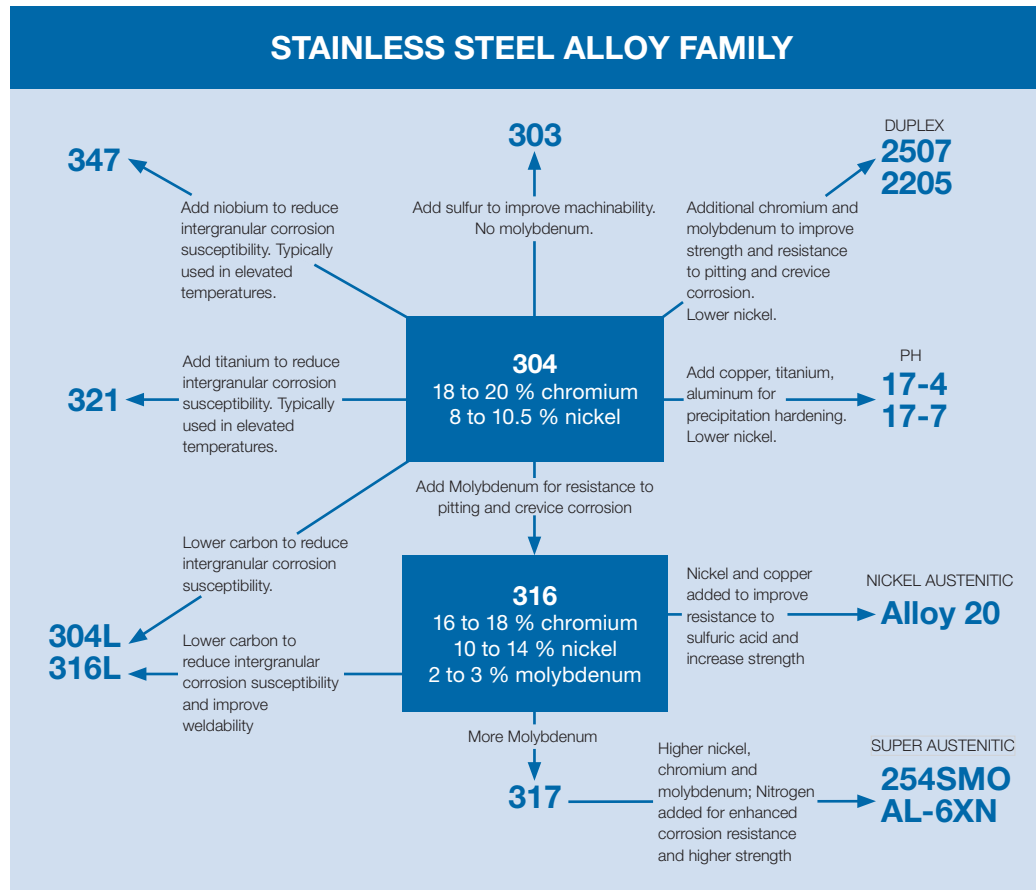 STAINLESS STEEL ALLOY FAMILY
347
Add niobium to reduce
intergranular corrosion
susceptibility. Typically
used in elevated
temperatures.
303
Add sulfur to improve machinability.
No molybdenum.
DUPLEX
2507
2205
Additional chromium and
molybdenum to improve
strength and resistance
to pitting and crevice
corrosion.
Lower nickel.
321
Add titanium to reduce
intergranular corrosion
susceptibility. Typically
used in elevated
temperatures.
304
18 to 20 % chromium
8 to 10.5 % nickel
Add copper, titanium,
aluminum for
precipitation hardening.
Lower nickel.
PH
17-4
17-7
Add Molybdenum for resistance to
pitting and crevice corrosion
Lower carbon to reduce
intergranular corrosion
susceptibility.
304L
316L
Lower carbon to
reduce intergranular
corrosion susceptibility
and improve
weldability
316
16 to 18 % chromium
10 to 14 % nickel
2 to 3 % molybdenum
Nickel and copper
added to improve
resistance to
sulfuric acid and
increase strength
NICKEL AUSTENITIC
Alloy 20
More Molybdenum
317
Higher nickel,
chromium and
molybdenum; Nitrogen
added for enhanced
corrosion resistance
and higher strength
SUPER AUSTENITIC
254SMO
AL-6XN